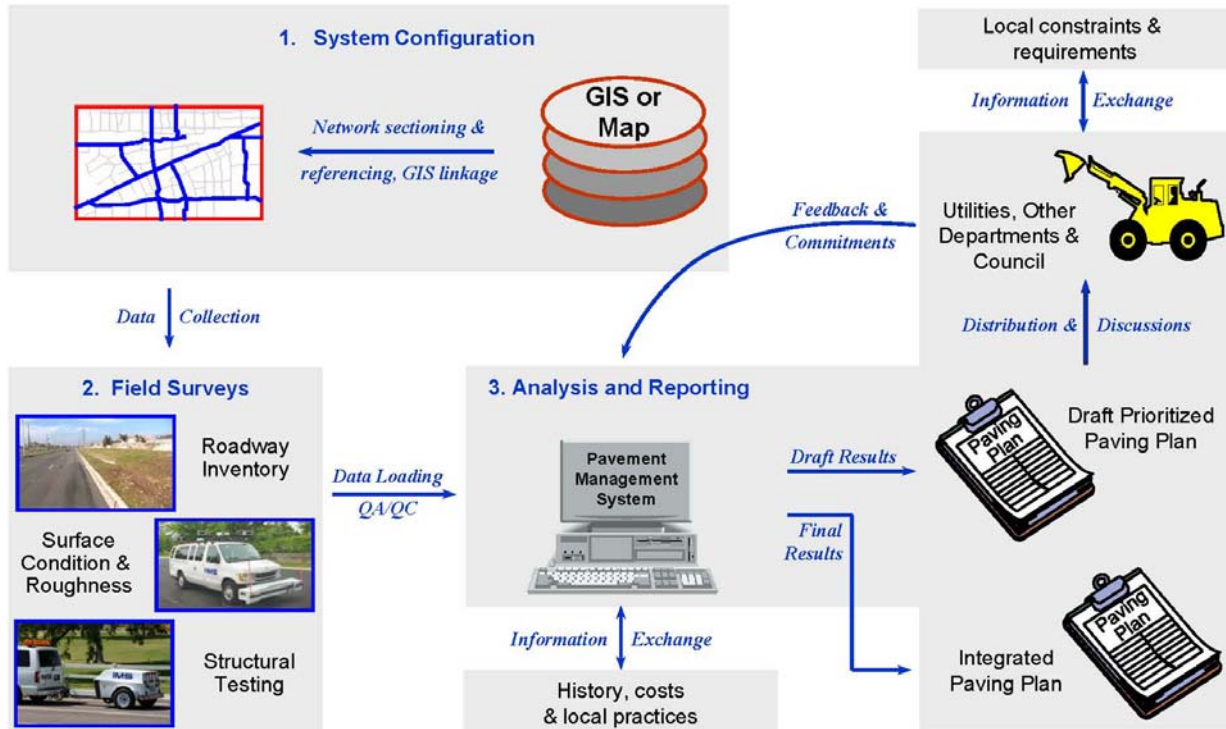 1. System Configuration
GIS or
Map
Network sectioning &
referencing, GIS linkage
Data Collection
2. Field Surveys
Roadway
Inventory
Surface
Condition &
Roughness
IMS
Structural
Testing
IMS
Data Loading
QA/QC
3. Analysis and Reporting
Pavement
Management
System
Information Exchange
History, costs
& local practices
Draft Results
Final
Results
Feedback &
Commitments
Local constraints &
requirements
Information Exchange
Utilities, Other
Departments &
Council
Distribution & Discussions
Paving
Plan
Draft Prioritized
Paving Plan
Paving
Plan
Integrated
Paving Plan